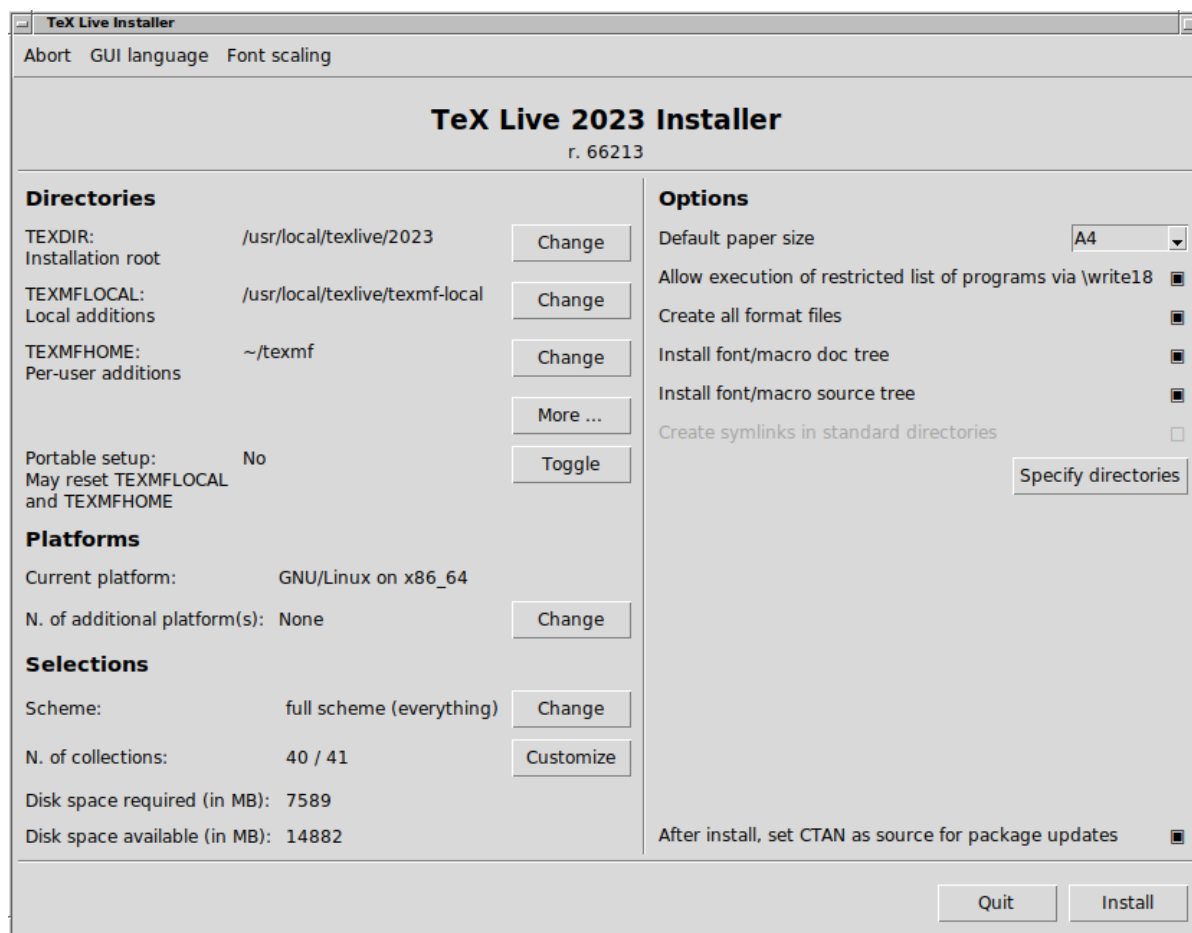 TeX Live Installer
Abort GUI language Font scaling
TeX Live 2023 Installer
r. 66213
Directories
TEXDIR: /usr/local/texlive/2023 Change
Installation root
TEXMFLOCAL: /usr/local/texlive/texmf-local Change
Local additions
TEXMFHOME: ~/texmf Change
Per-user additions
More ...
Portable setup: No Toggle
May reset TEXMFLOCAL
and TEXMFHOME
Platforms
Current platform: GNU/Linux on x86_64
N. of additional platform(s): None Change
Selections
Scheme: full scheme (everything) Change
N. of collections: 40 / 41 Customize
Disk space required (in MB): 7589
Disk space available (in MB): 14882
Options
Default paper size A4
Allow execution of restricted list of programs via \write18
Create all format files
Install font/macro doc tree
Install font/macro source tree
Create symlinks in standard directories
Specify directories
After install, set CTAN as source for package updates
Quit Install